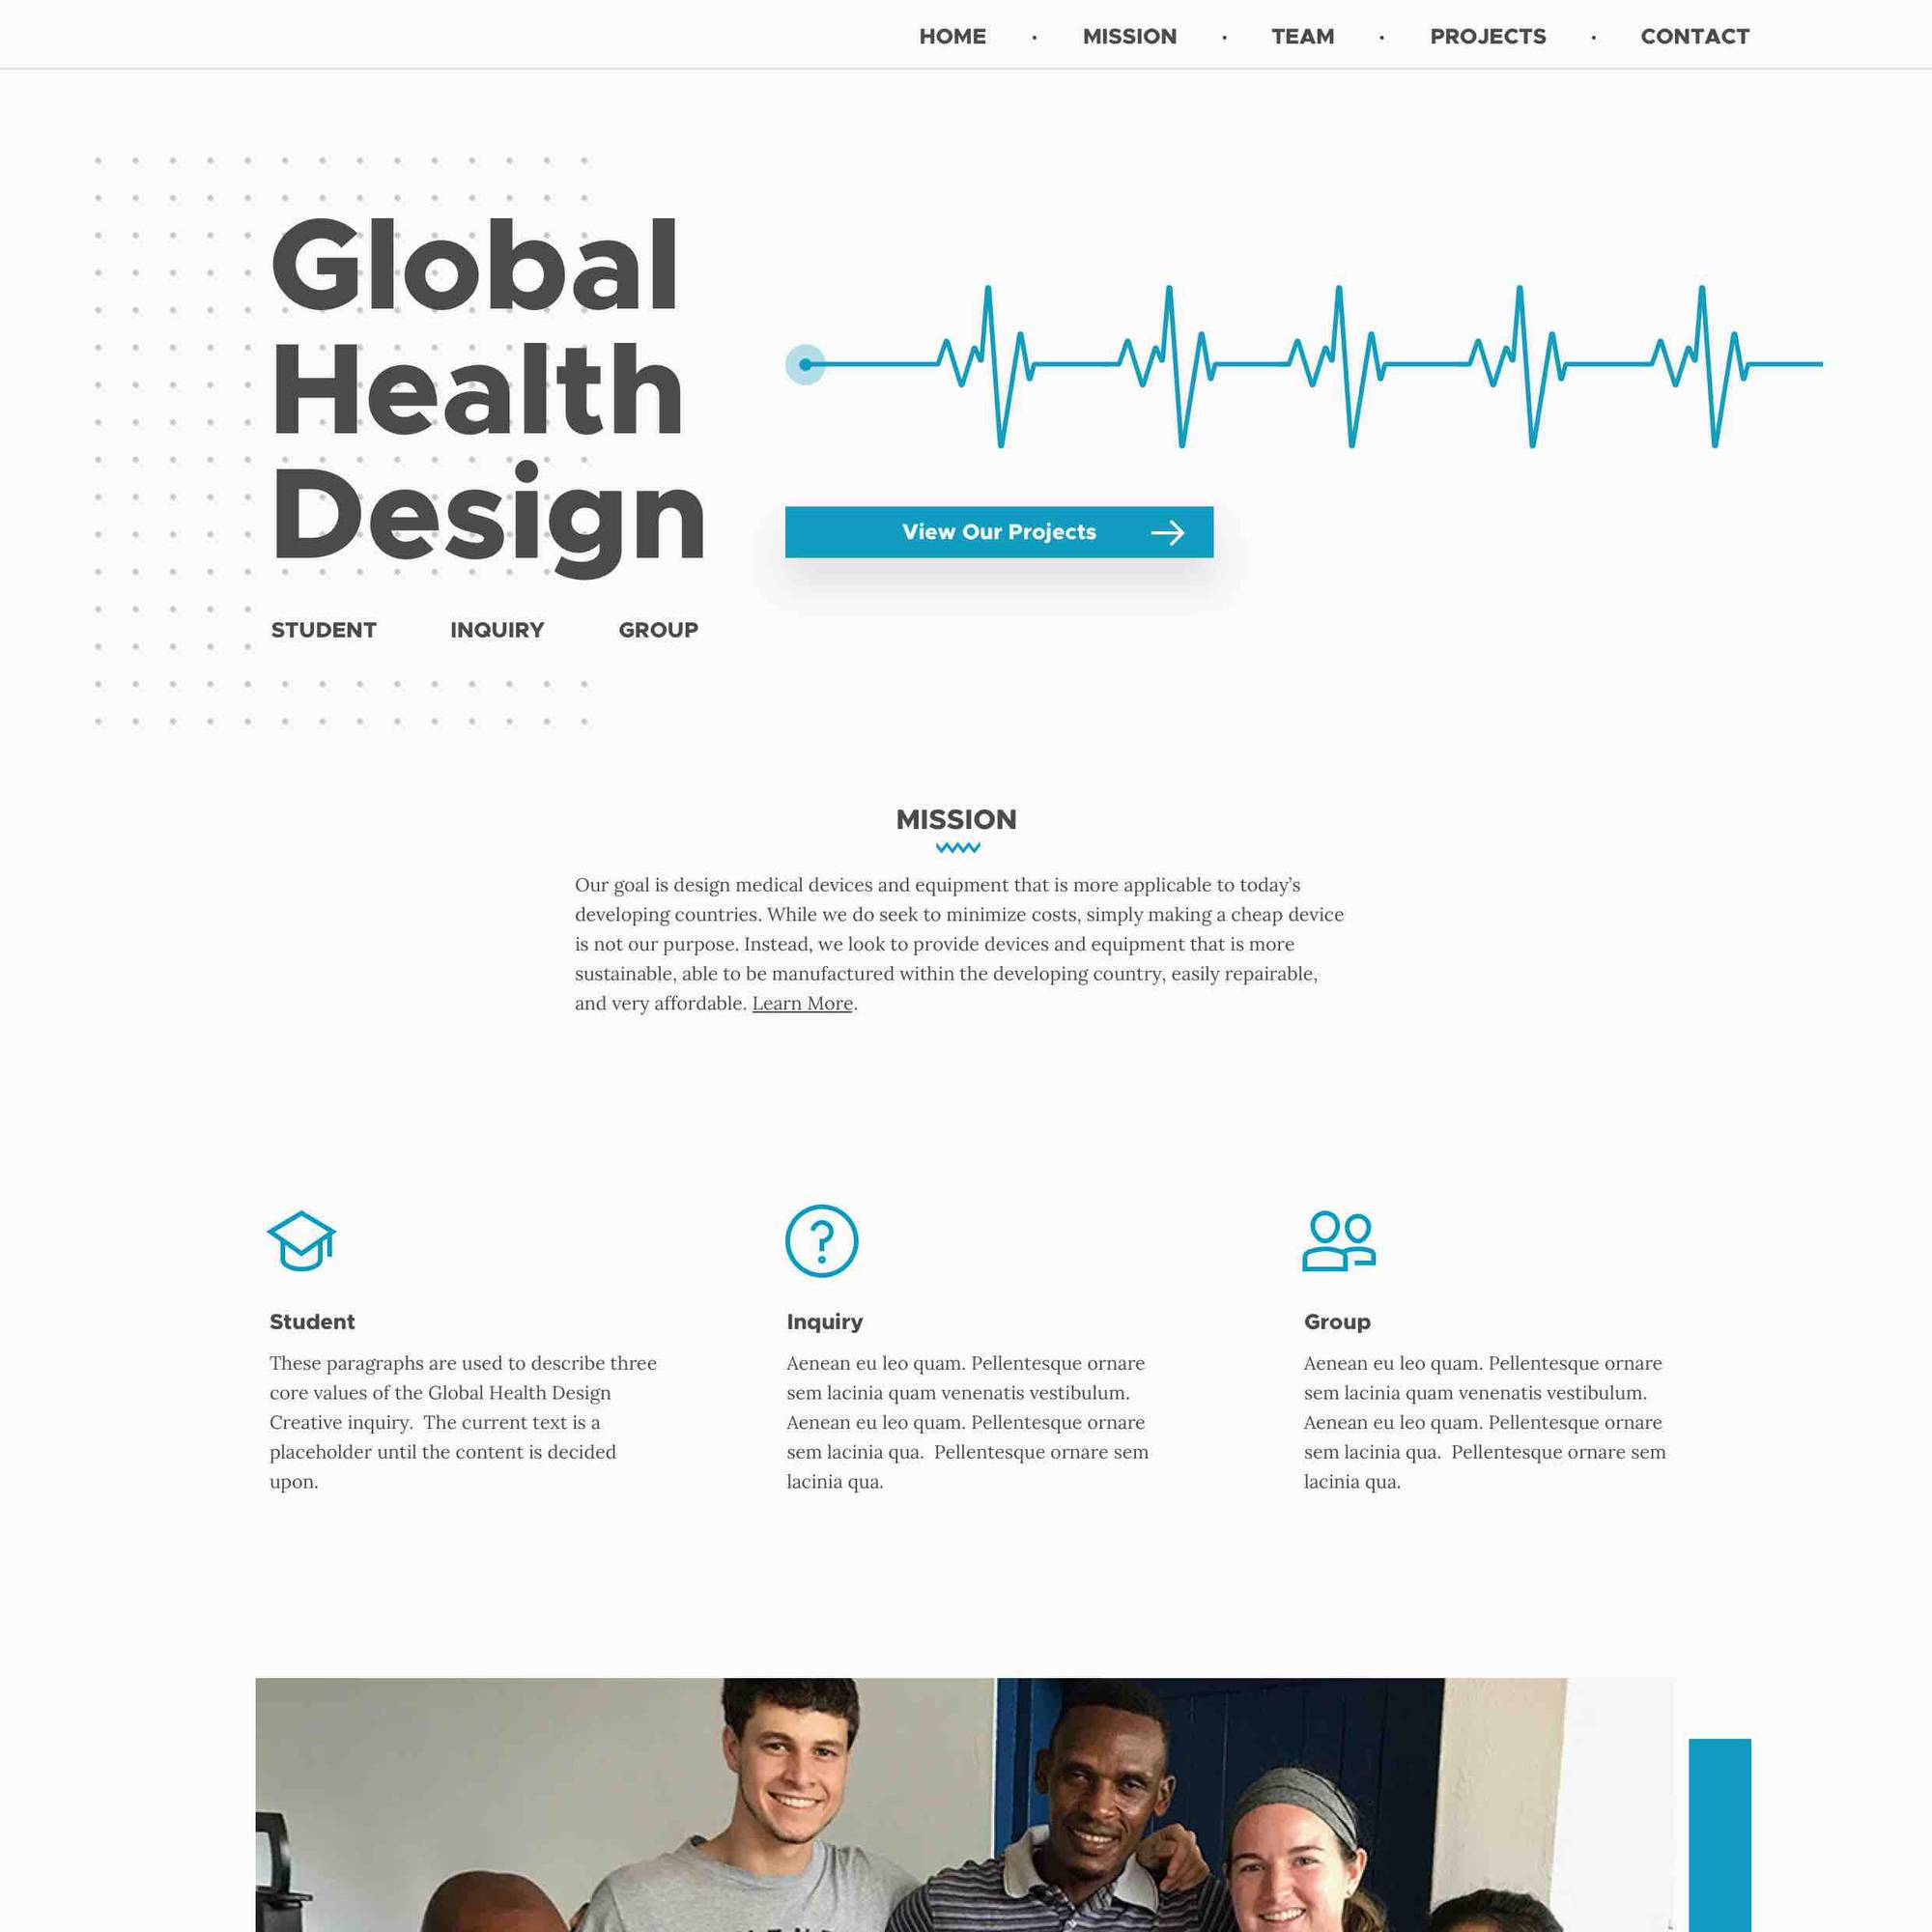 HOME · MISSION · TEAM · PROJECTS · CONTACT
Global
Health
Design
View Our Projects
STUDENT INQUIRY GROUP
MISSION
Our goal is design medical devices and equipment that is more applicable to today’s
developing countries. While we do seek to minimize costs, simply making a cheap device
is not our purpose. Instead, we look to provide devices and equipment that is more
sustainable, able to be manufactured within the developing country, easily repairable,
and very affordable. Learn More.
Student
These paragraphs are used to describe three
core values of the Global Health Design
Creative inquiry.  The current text is a
placeholder until the content is decided
upon.
Inquiry
Aenean eu leo quam. Pellentesque ornare
sem lacinia quam venenatis vestibulum.
Aenean eu leo quam. Pellentesque ornare
sem lacinia qua.  Pellentesque ornare sem
lacinia qua.
Group
Aenean eu leo quam. Pellentesque ornare
sem lacinia quam venenatis vestibulum.
Aenean eu leo quam. Pellentesque ornare
sem lacinia qua.  Pellentesque ornare sem
lacinia qua.